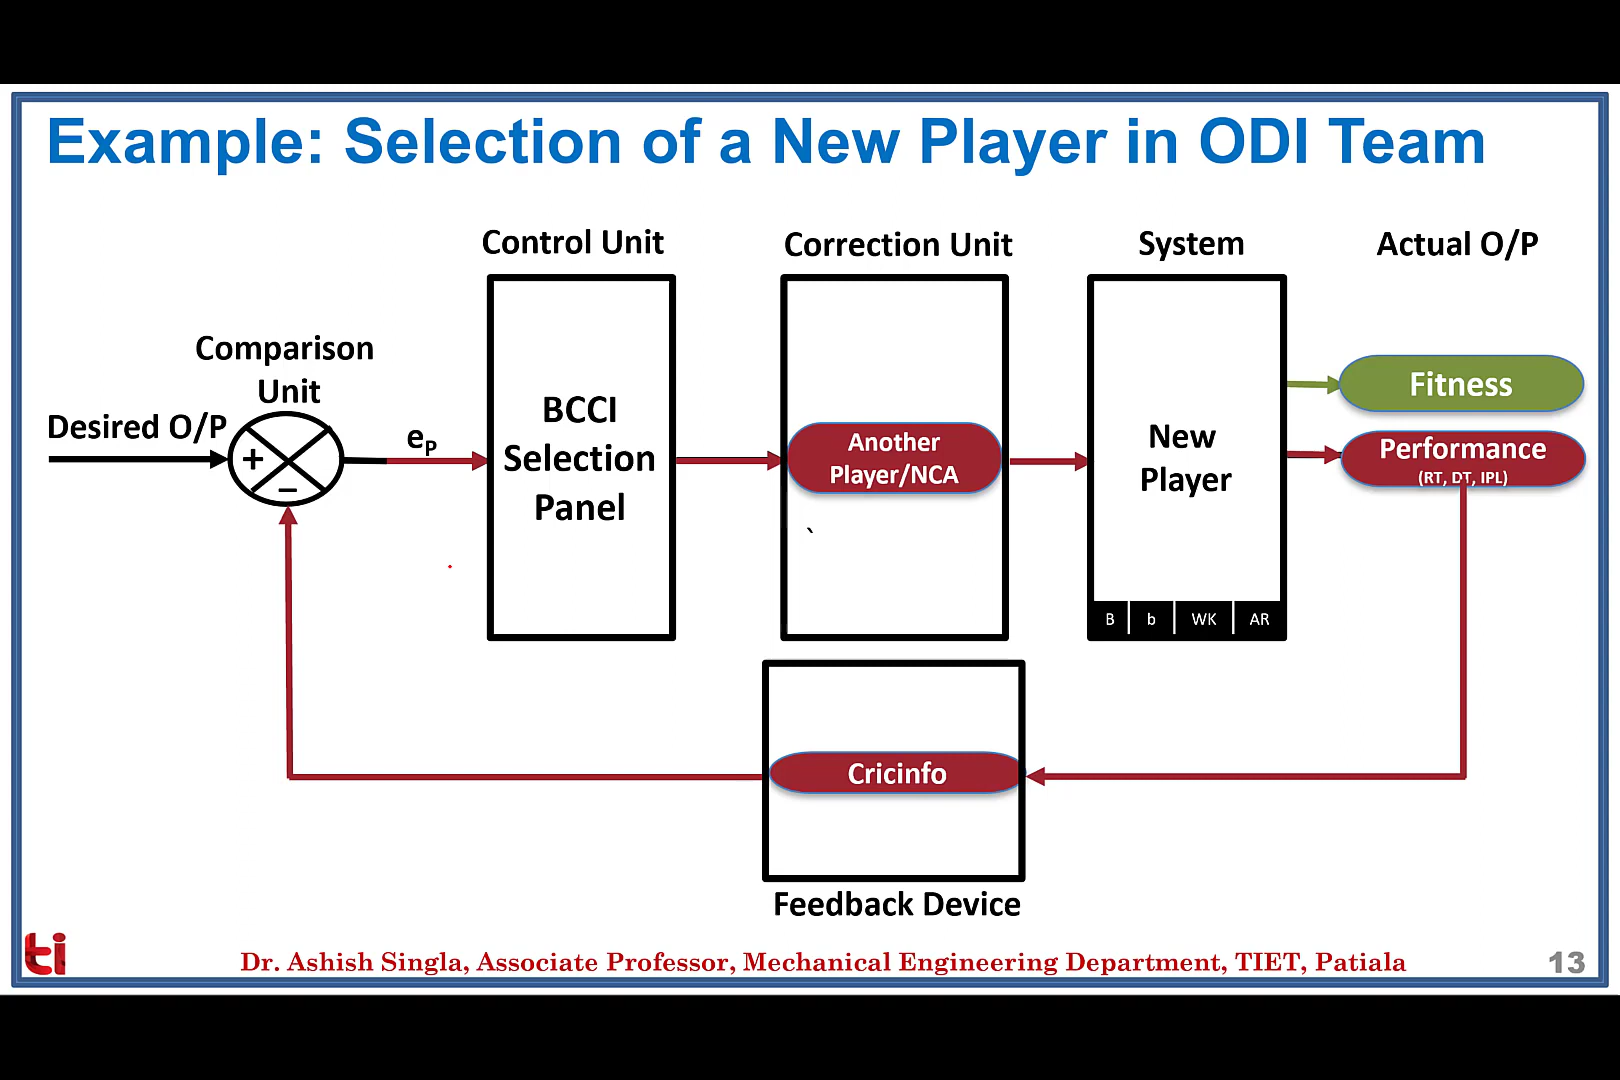 Example: Selection of a New Player in ODI Team
Control Unit
Correction Unit
System
Actual O/P
Comparison
Unit
Desired O/P
+
−
eP
BCCI
Selection
Panel
Another
Player/NCA
`
New
Player
B
b
WK
AR
Fitness
Performance
(RT, DT, IPL)
Cricinfo
Feedback Device
ti
Dr. Ashish Singla, Associate Professor, Mechanical Engineering Department, TIET, Patiala
13